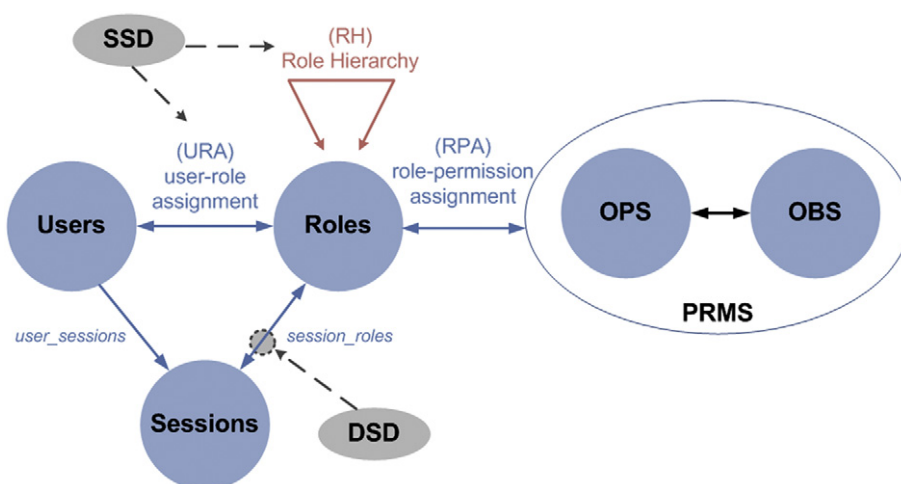 SSD
(RH)
Role Hierarchy
(URA)
user-role
assignment
(RPA)
role-permission
assignment
Users
Roles
OPS
OBS
PRMS
user_sessions
session_roles
Sessions
DSD